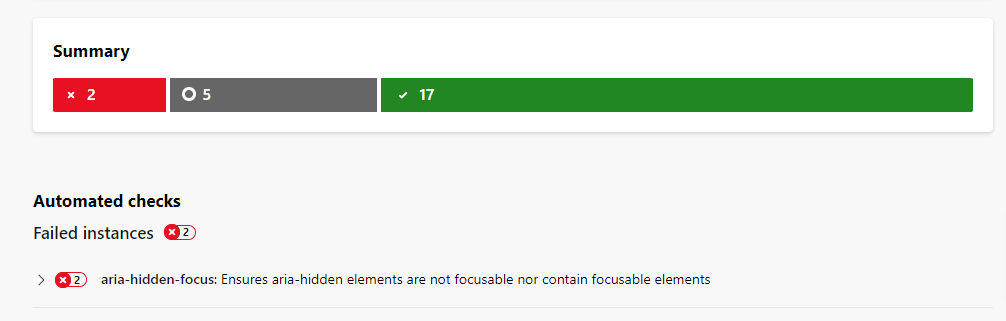 Summary
2 5 17
Automated checks
Failed instances 2
2 aria-hidden-focus: Ensures aria-hidden elements are not focusable nor contain focusable elements